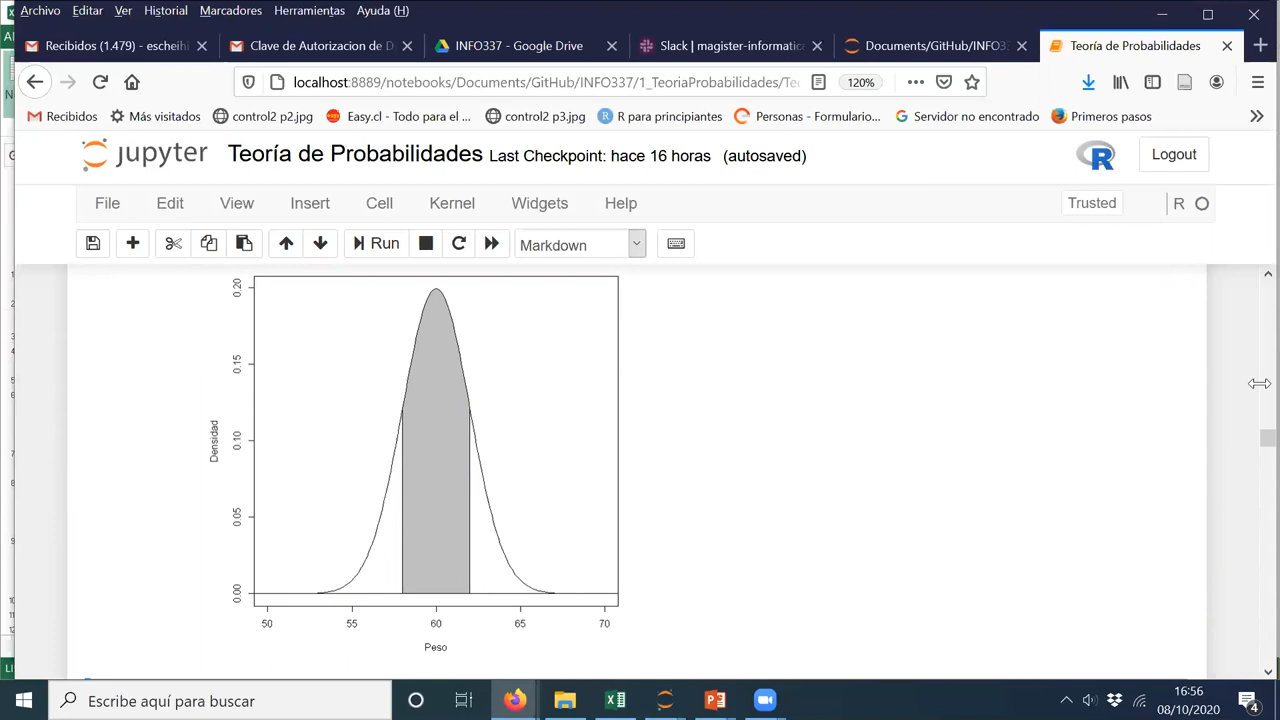 Archivo Editar Ver Historial Marcadores Herramientas Ayuda (H)
Recibidos (1.479) - escheihi
Clave de Autorización de D
INFO337 - Google Drive
Slack | magister-informatica
Documents/GitHub/INFO3
Teoría de Probabilidades
localhost:8889/notebooks/Documents/GitHub/INFO337/1_TeoriaProbabilidades/Teo
120%
Recibidos
Más visitados
control2 p2.jpg
Easy.cl - Todo para el ...
control2 p3.jpg
R para principiantes
Personas - Formulario...
Servidor no encontrado
Primeros pasos
jupyter Teoría de Probabilidades Last Checkpoint: hace 16 horas (autosaved)
R
Logout
File Edit View Insert Cell Kernel Widgets Help
Trusted
R
Run
Markdown
0.20
0.15
0.10
0.05
0.00
Densidad
50 55 60 65 70
Peso
Escribe aquí para buscar
16:56
08/10/2020
4